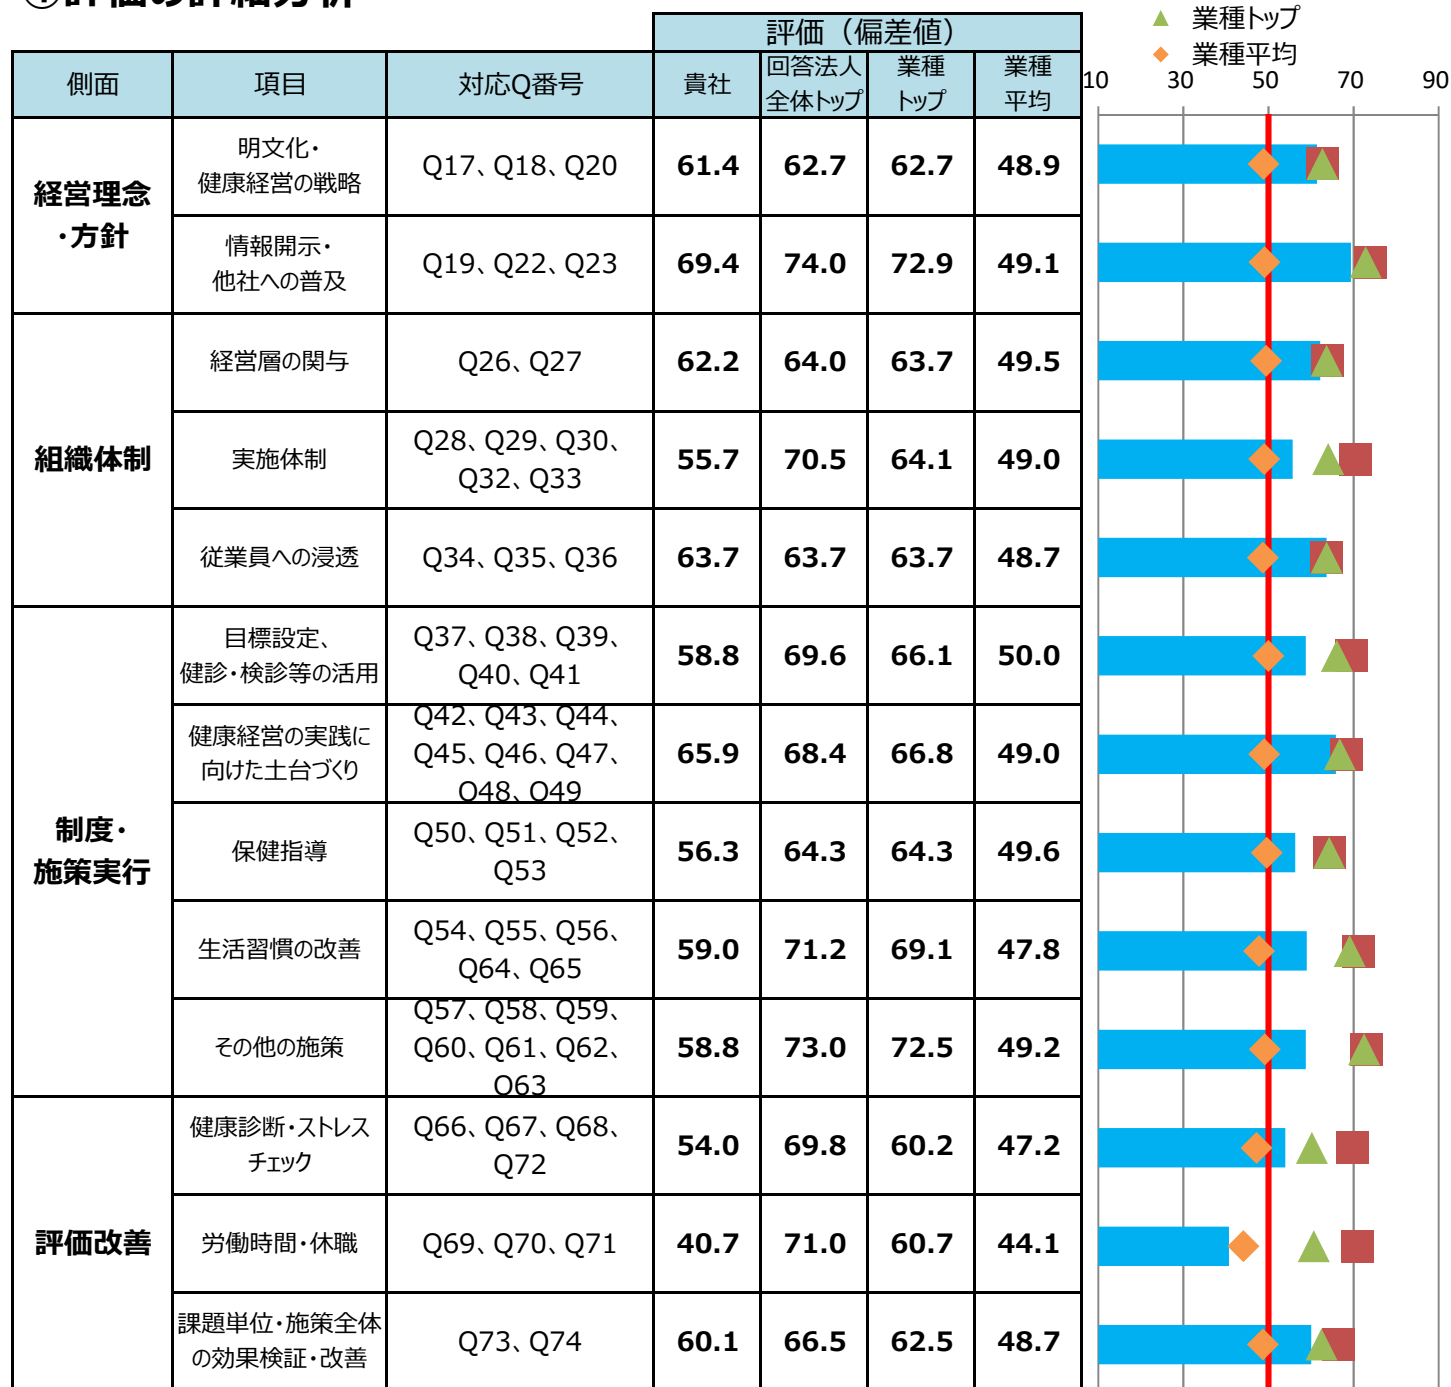 ▲ 業種トップ
◆ 業種平均
評価（偏差値）
側面 項目 対応Q番号 貴社 回答法人 業種 業種
全体トップ トップ 平均
10 30 50 70 90
経営理念
・方針
明文化・
健康経営の戦略
Q17、Q18、Q20
61.4 62.7 62.7 48.9
情報開示・
他社への普及
Q19、Q22、Q23
69.4 74.0 72.9 49.1
組織体制
経営層の関与
Q26、Q27
62.2 64.0 63.7 49.5
実施体制
Q28、Q29、Q30、
Q32、Q33
55.7 70.5 64.1 49.0
従業員への浸透
Q34、Q35、Q36
63.7 63.7 63.7 48.7
制度・
施策実行
目標設定、
健診・検診等の活用
Q37、Q38、Q39、
Q40、Q41
58.8 69.6 66.1 50.0
健康経営の実践に
向けた土台づくり
Q42、Q43、Q44、
Q45、Q46、Q47、
Q48、Q49
65.9 68.4 66.8 49.0
保健指導
Q50、Q51、Q52、
Q53
56.3 64.3 64.3 49.6
生活習慣の改善
Q54、Q55、Q56、
Q64、Q65
59.0 71.2 69.1 47.8
その他の施策
Q57、Q58、Q59、
Q60、Q61、Q62、
Q63
58.8 73.0 72.5 49.2
評価改善
健康診断・ストレス
チェック
Q66、Q67、Q68、
Q72
54.0 69.8 60.2 47.2
労働時間・休職
Q69、Q70、Q71
40.7 71.0 60.7 44.1
課題単位・施策全体
の効果検証・改善
Q73、Q74
60.1 66.5 62.5 48.7